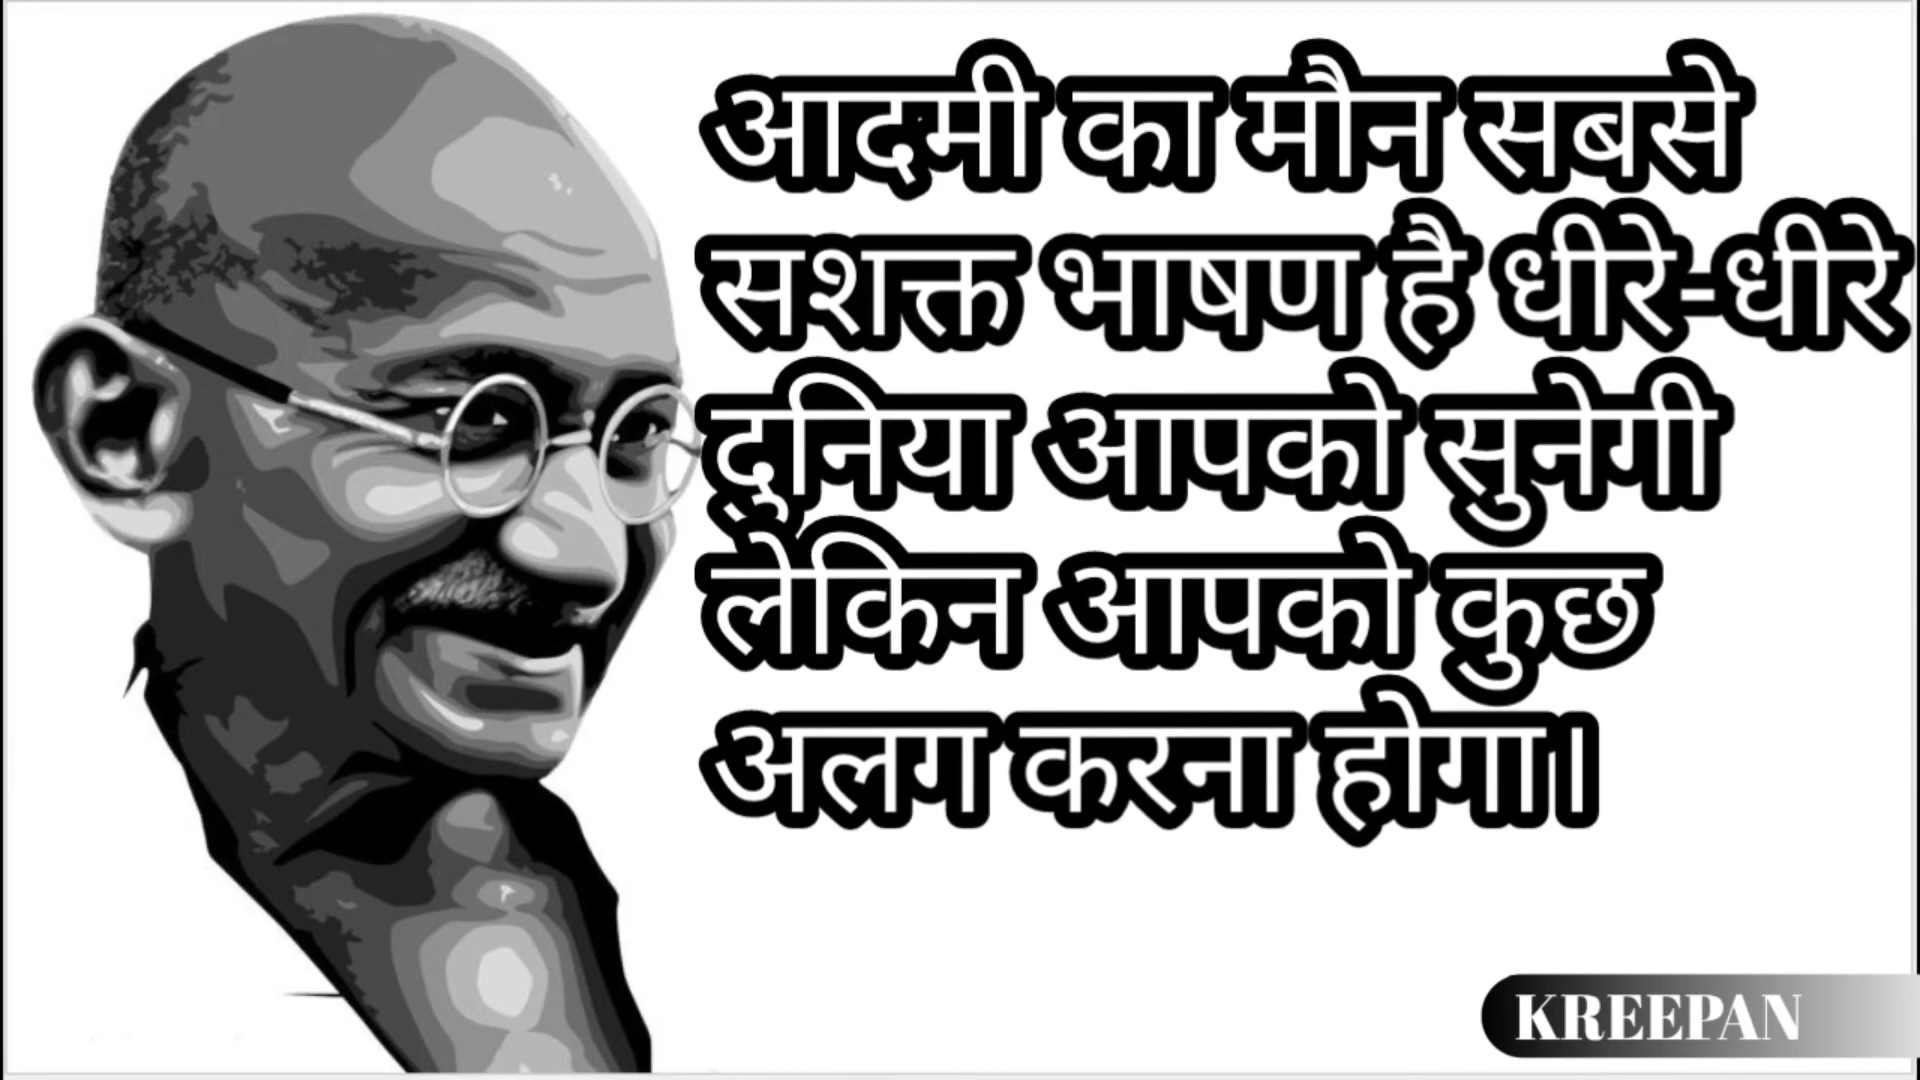 आदमी का मौन सबसे
सशक्त भाषण है धीरे-धीरे
दुनिया आपको सुनेगी
लेकिन आपको कुछ
अलग करना होगा।
KREEPAN